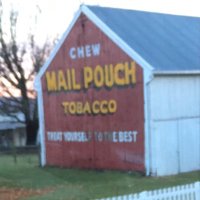 CHEW
MAIL POUCH
TOBACCO
TREAT YOURSELF TO THE BEST